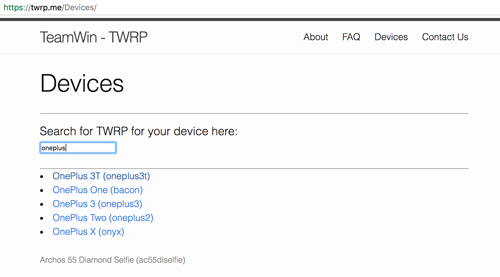 https://twrp.me/Devices/
TeamWin - TWRP About FAQ Devices Contact Us
Devices
Search for TWRP for your device here:
oneplus
OnePlus 3T (oneplus3t)
OnePlus One (bacon)
OnePlus 3 (oneplus3)
OnePlus Two (oneplus2)
OnePlus X (onyx)
Archos 55 Diamond Selfie (ac55diselfie)